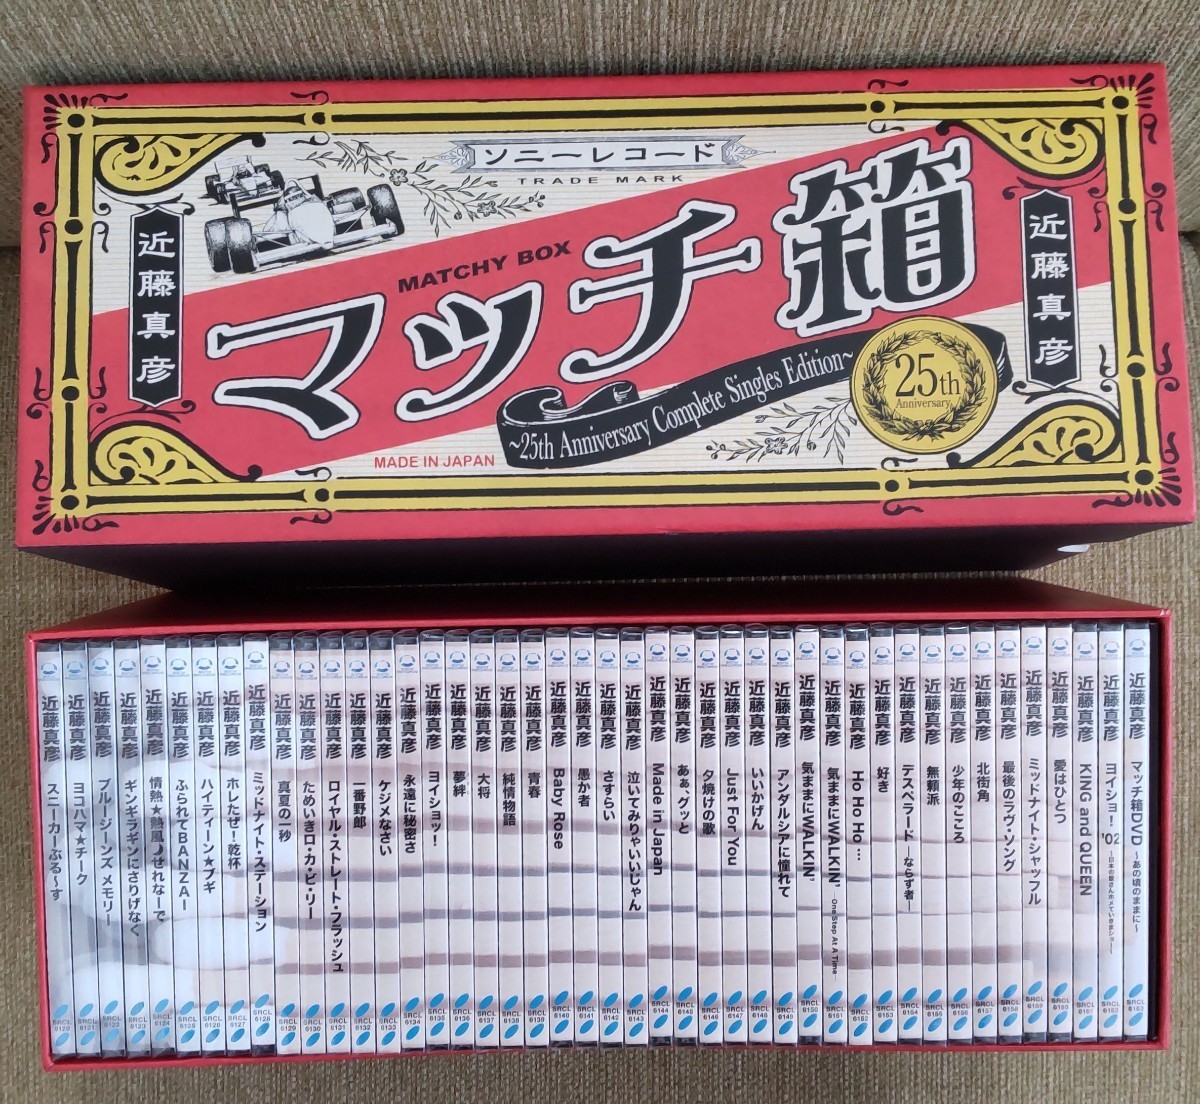 ソニーレコード
TRADE MARK
近藤真彦
MATCHY BOX
マッチ箱
近藤真彦
~25th Anniversary Complete Singles Edition~
25th
Anniversary
MADE IN JAPAN
近藤真彦 スニーカーぶるーす
近藤真彦 ヨコハマ★チーク
近藤真彦 ブルージーンズ メモリー
近藤真彦 ギンギラギンにさりげなく
近藤真彦 情熱★熱風♪せれなーで
近藤真彦 ふられてBANZAI
近藤真彦 ハイティーン★ブギ
近藤真彦 ホレたぜ!乾杯
近藤真彦 ミッドナイト・ステーション
近藤真彦 真夏の一秒
近藤真彦 ためいきロ・カ・ビ・リー
近藤真彦 ロイヤル・ストレート・フラッシュ
近藤真彦 一番野郎
近藤真彦 ケジメなさい
近藤真彦 永遠に秘密さ
近藤真彦 ヨイショッ!
近藤真彦 夢絆
近藤真彦 大将
近藤真彦 純情物語
近藤真彦 青春
近藤真彦 Baby Rose
近藤真彦 愚か者
近藤真彦 さすらい
近藤真彦 泣いてみりゃいいじゃん
近藤真彦 Made in Japan
近藤真彦 あぁ、グッと
近藤真彦 夕焼けの歌
近藤真彦 Just For You
近藤真彦 いいかげん
近藤真彦 アンダルシアに憧れて
近藤真彦 気ままにWALKIN'
近藤真彦 気ままにWALKIN' -One Step At A Time-
近藤真彦 Ho Ho Ho …
近藤真彦 好き
近藤真彦 デスペラード ―ならず者―
近藤真彦 無頼派
近藤真彦 少年のこころ
近藤真彦 北街角
近藤真彦 最後のラヴ・ソング
近藤真彦 ミッドナイト・シャッフル
近藤真彦 愛はひとつ
近藤真彦 KING and QUEEN
近藤真彦 ヨイショ! '02
近藤真彦 マッチ箱DVD ~あの頃のままに~